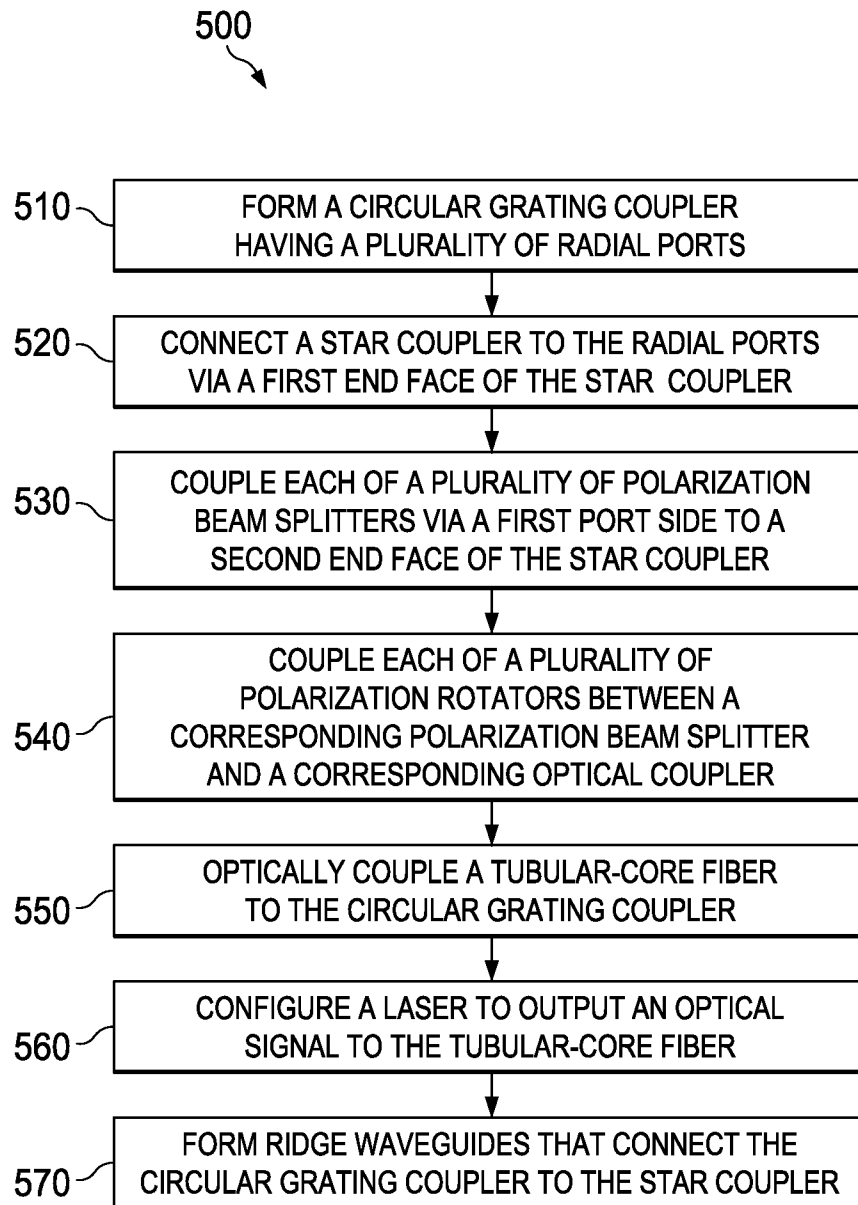 500
510
FORM A CIRCULAR GRATING COUPLER
HAVING A PLURALITY OF RADIAL PORTS
520
CONNECT A STAR COUPLER TO THE RADIAL PORTS
VIA A FIRST END FACE OF THE STAR COUPLER
530
COUPLE EACH OF A PLURALITY OF POLARIZATION
BEAM SPLITTERS VIA A FIRST PORT SIDE TO A
SECOND END FACE OF THE STAR COUPLER
540
COUPLE EACH OF A PLURALITY OF
POLARIZATION ROTATORS BETWEEN A
CORRESPONDING POLARIZATION BEAM SPLITTER
AND A CORRESPONDING OPTICAL COUPLER
550
OPTICALLY COUPLE A TUBULAR-CORE FIBER
TO THE CIRCULAR GRATING COUPLER
560
CONFIGURE A LASER TO OUTPUT AN OPTICAL
SIGNAL TO THE TUBULAR-CORE FIBER
570
FORM RIDGE WAVEGUIDES THAT CONNECT THE
CIRCULAR GRATING COUPLER TO THE STAR COUPLER